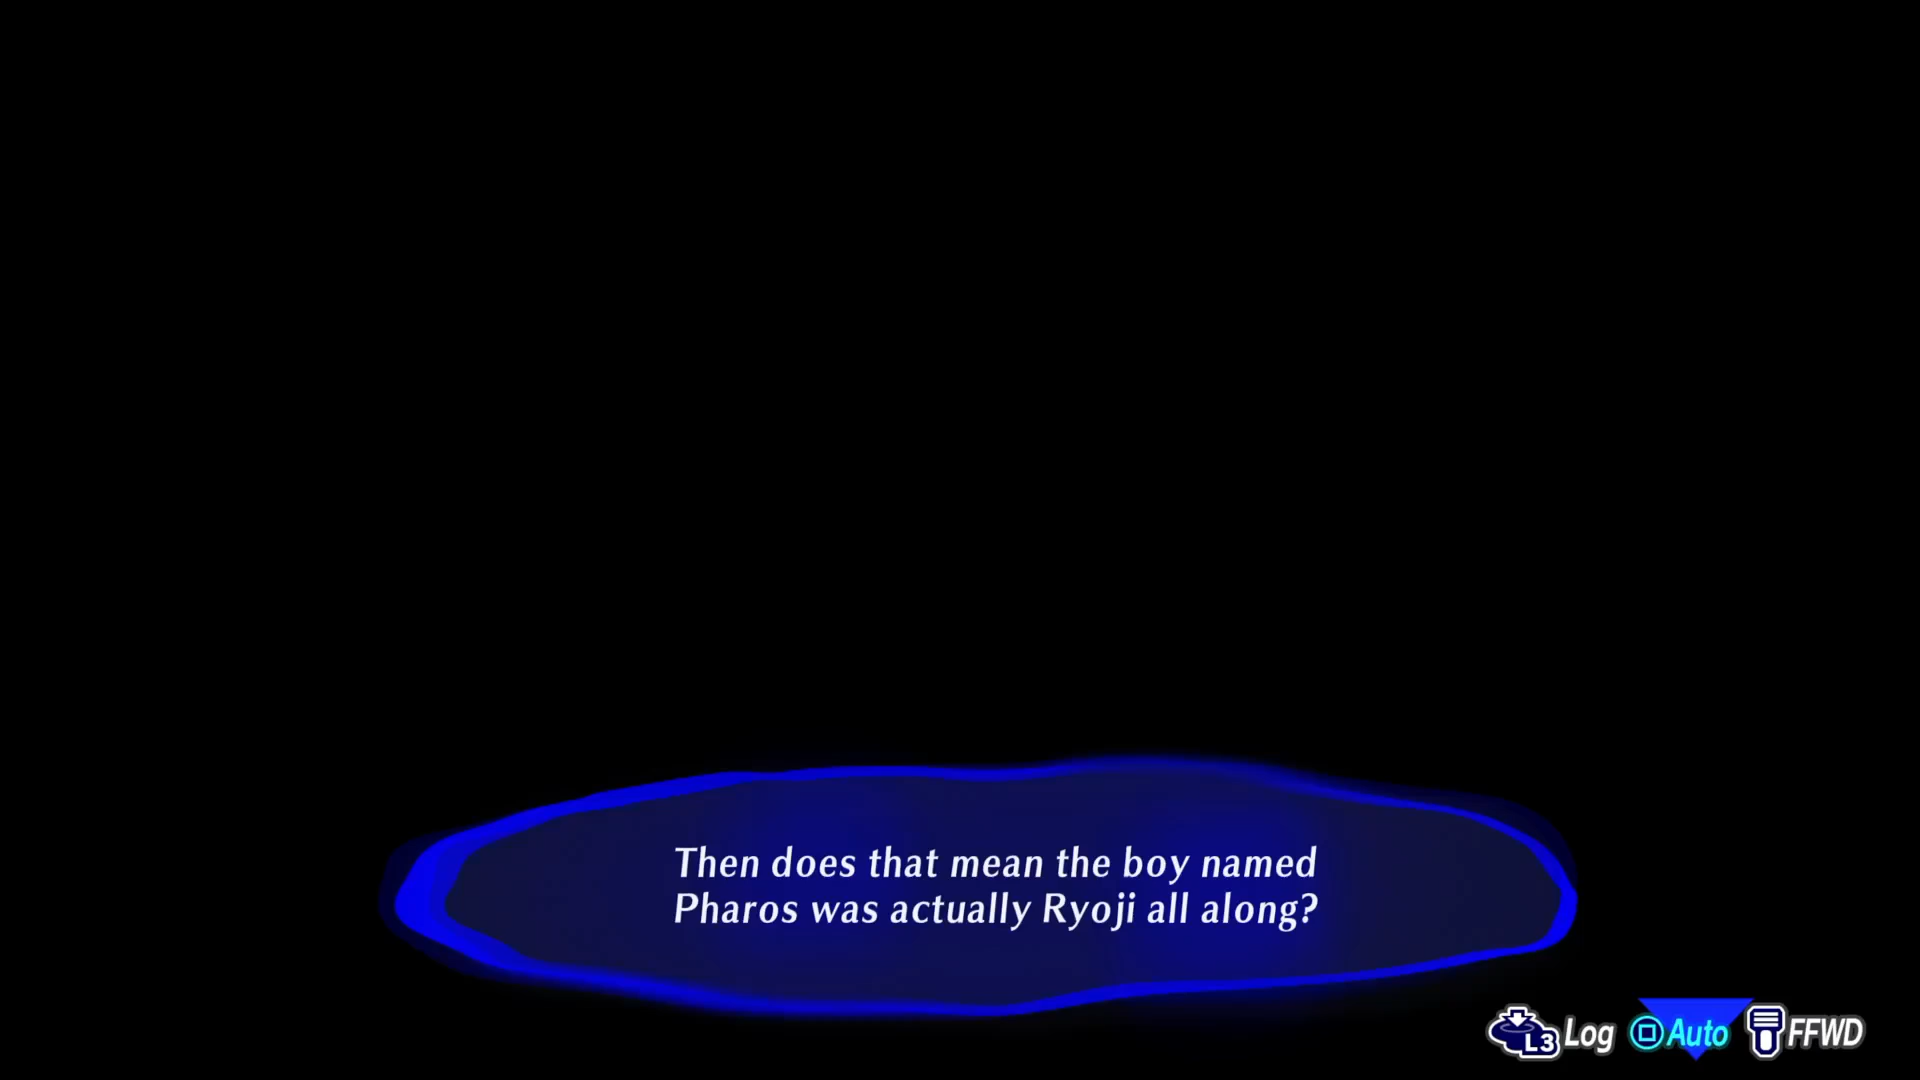 Then does that mean the boy named
Pharos was actually Ryoji all along?
L3 Log Auto FFWD